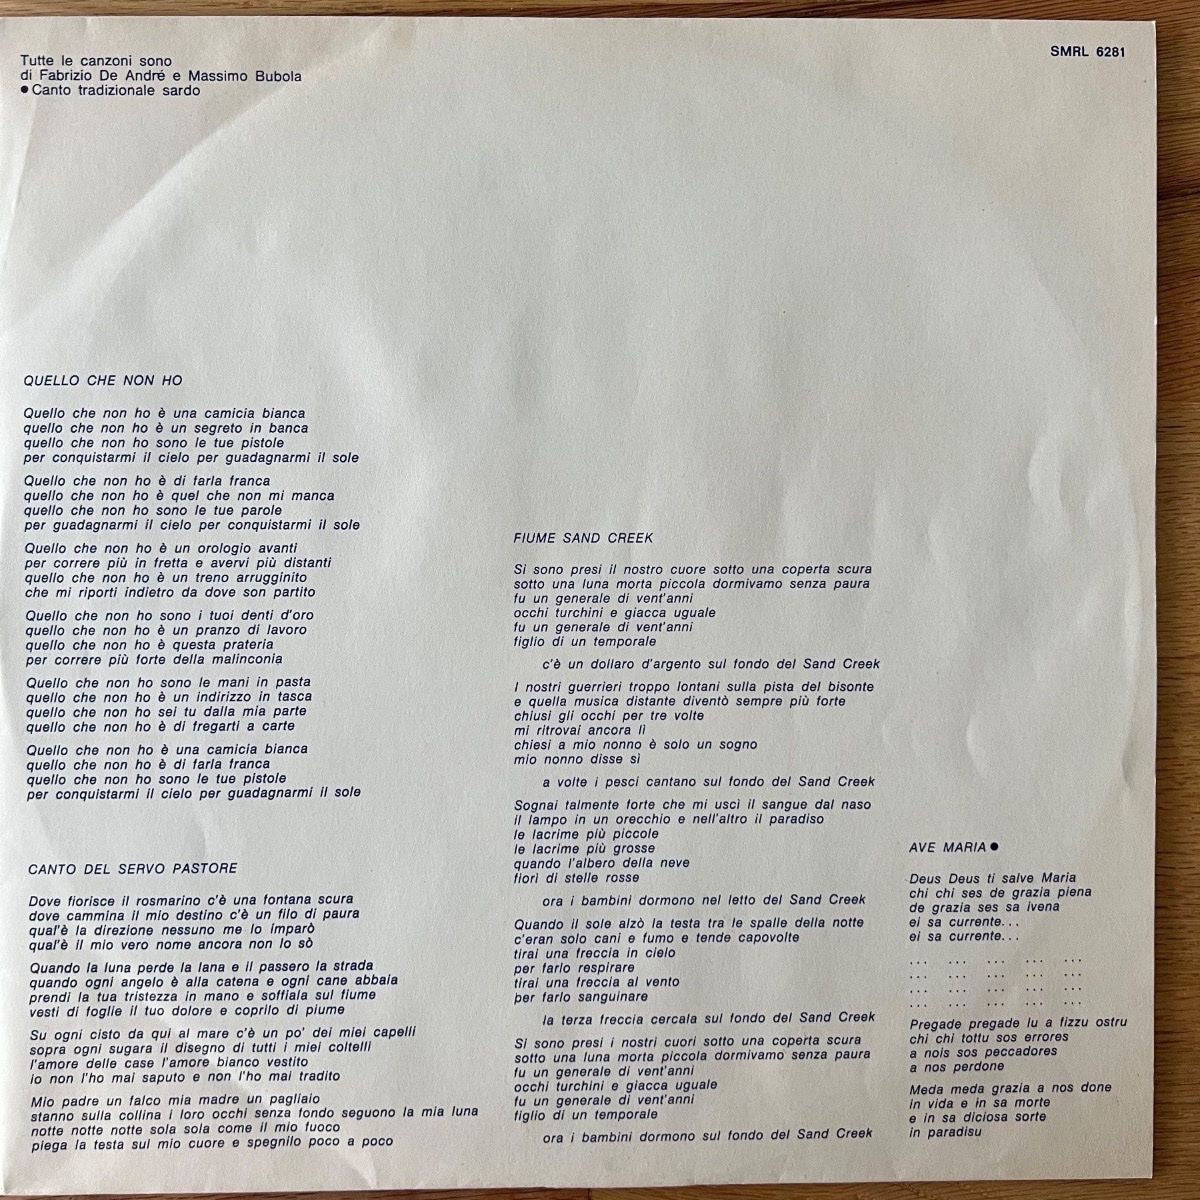 Tutte le canzoni sono
di Fabrizio De André e Massimo Bubola
● Canto tradizionale sardo
SMRL 6281
QUELLO CHE NON HO
Quello che non ho è una camicia bianca
quello che non ho è un segreto in banca
quello che non ho sono le tue pistole
per conquistarmi il cielo per guadagnarmi il sole
Quello che non ho è di farla franca
quello che non ho è quel che non mi manca
quello che non ho sono le tue parole
per guadagnarmi il cielo per conquistarmi il sole
Quello che non ho è un orologio avanti
per correre più in fretta e avervi più distanti
quello che non ho è un treno arrugginito
che mi riporti indietro da dove son partito
Quello che non ho sono i tuoi denti d'oro
quello che non ho è un pranzo di lavoro
quello che non ho è questa prateria
per correre più forte della malinconia
Quello che non ho sono le mani in pasta
quello che non ho è un indirizzo in tasca
quello che non ho sei tu dalla mia parte
quello che non ho è di fregarti a carte
Quello che non ho è una camicia bianca
quello che non ho è di farla franca
quello che non ho sono le tue pistole
per conquistarmi il cielo per guadagnarmi il sole
CANTO DEL SERVO PASTORE
Dove fiorisce il rosmarino c'è una fontana scura
dove cammina il mio destino c'è un filo di paura
qual'è la direzione nessuno me lo imparò
qual'è il mio vero nome ancora non lo sò
Quando la luna perde la lana e il passero la strada
quando ogni angelo è alla catena e ogni cane abbaia
prendi la tua tristezza in mano e soffiala sul fiume
vesti di foglie il tuo dolore e coprilo di piume
Su ogni cisto da qui al mare c'è un po' dei miei capelli
sopra ogni sugara il disegno di tutti i miei coltelli
l'amore delle case l'amore bianco vestito
io non l'ho mai saputo e non l'ho mai tradito
Mio padre un falco mia madre un pagliaio
stanno sulla collina i loro occhi senza fondo seguono la mia luna
notte notte notte sola sola come il mio fuoco
piega la testa sul mio cuore e spegnilo poco a poco
FIUME SAND CREEK
Si sono presi il nostro cuore sotto una coperta scura
sotto una luna morta piccola dormivamo senza paura
fu un generale di vent'anni
occhi turchini e giacca uguale
fu un generale di vent'anni
figlio di un temporale
c'è un dollaro d'argento sul fondo del Sand Creek
I nostri guerrieri troppo lontani sulla pista del bisonte
e quella musica distante diventò sempre più forte
chiusi gli occhi per tre volte
mi ritrovai ancora lì
chiesi a mio nonno è solo un sogno
mio nonno disse sì
a volte i pesci cantano sul fondo del Sand Creek
Sognai talmente forte che mi uscì il sangue dal naso
il lampo in un orecchio e nell'altro il paradiso
le lacrime più piccole
le lacrime più grosse
quando l'albero della neve
fiorì di stelle rosse
ora i bambini dormono nel letto del Sand Creek
Quando il sole alzò la testa tra le spalle della notte
c'eran solo cani e fumo e tende capovolte
tirai una freccia in cielo
per farlo respirare
tirai una freccia al vento
per farlo sanguinare
la terza freccia cercala sul fondo del Sand Creek
Si sono presi i nostri cuori sotto una coperta scura
sotto una luna morta piccola dormivamo senza paura
fu un generale di vent'anni
occhi turchini e giacca uguale
fu un generale di vent'anni
figlio di un temporale
ora i bambini dormono sul fondo del Sand Creek
AVE MARIA ●
Deus Deus ti salve Maria
chi chi ses de grazia piena
de grazia ses sa ivena
ei sa currente...
ei sa currente...
... ... ... ... ...
... ... ... ... ...
... ... ... ... ...
... ... ... ... ...
Pregade pregade lu a fizzu ostru
chi chi tottu sos errores
a nois sos peccadores
a nos perdone
Meda meda grazia a nos done
in vida e in sa morte
e in sa diciosa sorte
in paradisu